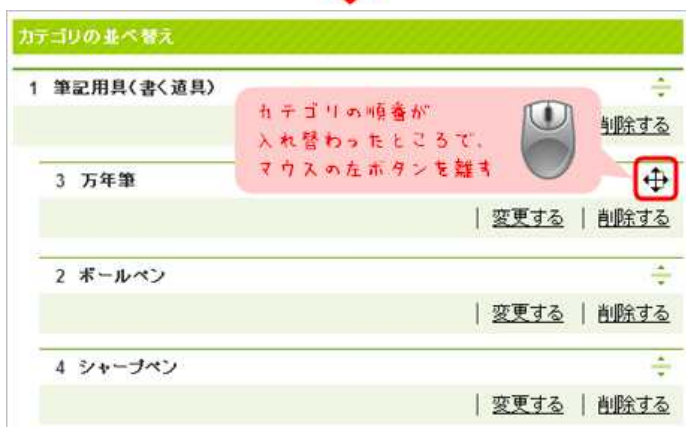 カテゴリの並べ替え
1 筆記用具(書く道具)
カテゴリの順番が
入れ替わったところで、
マウスの左ボタンを離す
削除する
3 万年筆
| 変更する | 削除する
2 ボールペン
| 変更する | 削除する
4 シャープペン
| 変更する | 削除する